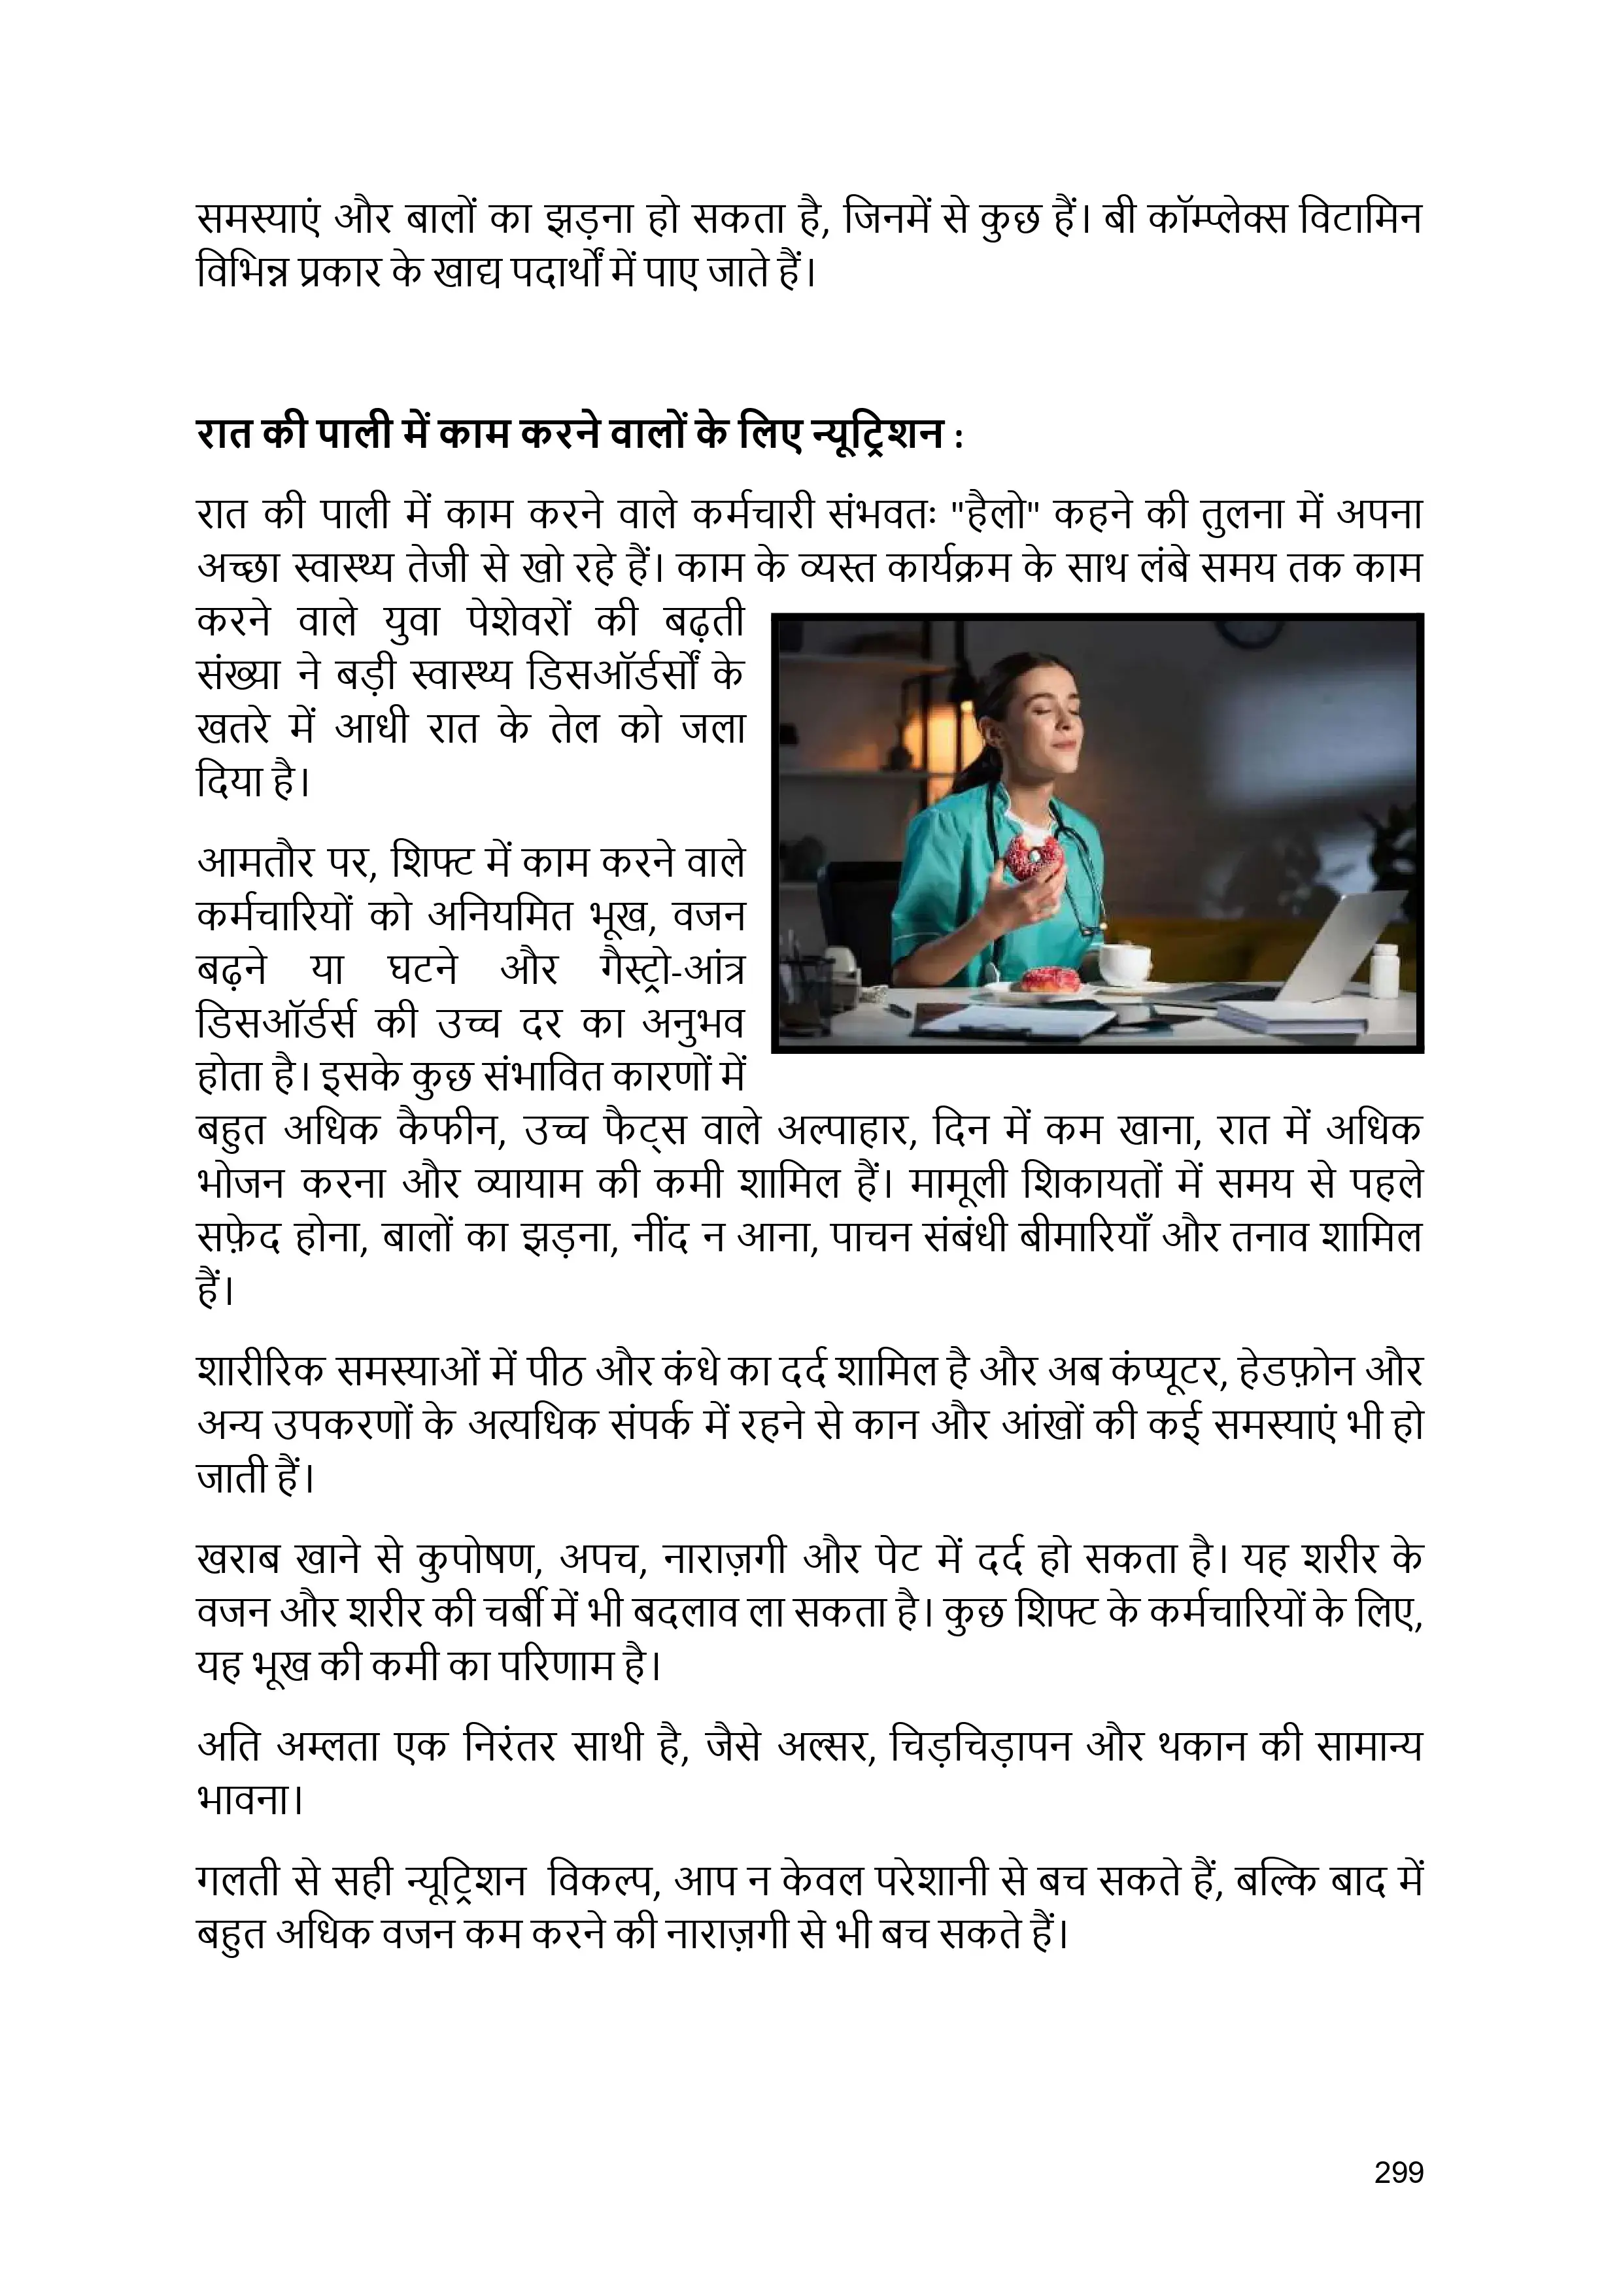 समस्याएं और बालों का झड़ना हो सकता है, जिनमें से कुछ हैं। बी कॉम्प्लेक्स विटामिन
विभिन्न प्रकार के खाद्य पदार्थों में पाए जाते हैं।
रात की पाली में काम करने वालों के लिए न्यूट्रिशन :
रात की पाली में काम करने वाले कर्मचारी संभवतः "हैलो" कहने की तुलना में अपना
अच्छा स्वास्थ्य तेजी से खो रहे हैं। काम के व्यस्त कार्यक्रम के साथ लंबे समय तक काम
करने वाले युवा पेशेवरों की बढ़ती
संख्या ने बड़ी स्वास्थ्य डिसऑर्डर्सों के
खतरे में आधी रात के तेल को जला
दिया है।
आमतौर पर, शिफ्ट में काम करने वाले
कर्मचारियों को अनियमित भूख, वजन
बढ़ने या घटने और गैस्ट्रो-आंत्र
डिसऑर्डर्स की उच्च दर का अनुभव
होता है। इसके कुछ संभावित कारणों में
बहुत अधिक कैफीन, उच्च फैट्स वाले अल्पाहार, दिन में कम खाना, रात में अधिक
भोजन करना और व्यायाम की कमी शामिल हैं। मामूली शिकायतों में समय से पहले
सफ़ेद होना, बालों का झड़ना, नींद न आना, पाचन संबंधी बीमारियाँ और तनाव शामिल
हैं।
शारीरिक समस्याओं में पीठ और कंधे का दर्द शामिल है और अब कंप्यूटर, हेडफ़ोन और
अन्य उपकरणों के अत्यधिक संपर्क में रहने से कान और आंखों की कई समस्याएं भी हो
जाती हैं।
खराब खाने से कुपोषण, अपच, नाराज़गी और पेट में दर्द हो सकता है। यह शरीर के
वजन और शरीर की चर्बी में भी बदलाव ला सकता है। कुछ शिफ्ट के कर्मचारियों के लिए,
यह भूख की कमी का परिणाम है।
अति अम्लता एक निरंतर साथी है, जैसे अल्सर, चिड़चिड़ापन और थकान की सामान्य
भावना।
गलती से सही न्यूट्रिशन विकल्प, आप न केवल परेशानी से बच सकते हैं, बल्कि बाद में
बहुत अधिक वजन कम करने की नाराज़गी से भी बच सकते हैं।
299